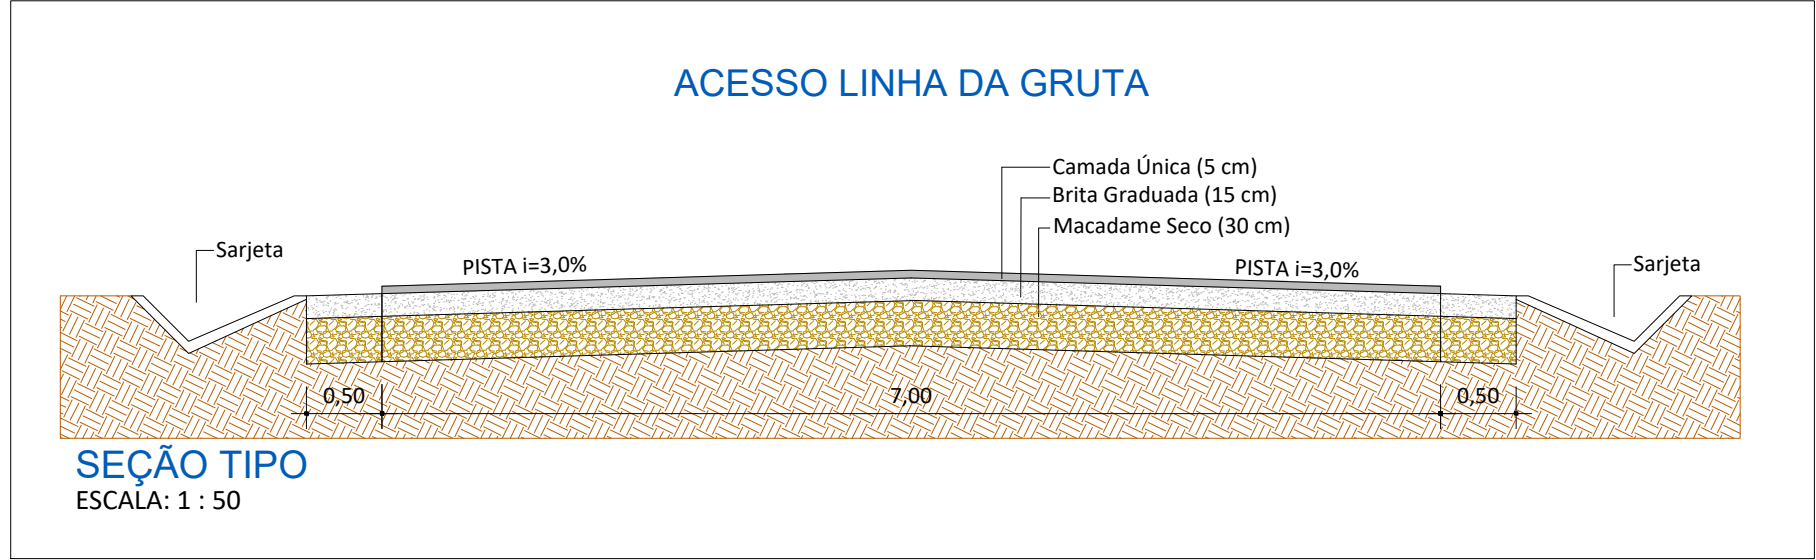 ACESSO LINHA DA GRUTA
Camada Única (5 cm)
Brita Graduada (15 cm)
Macadame Seco (30 cm)
Sarjeta
PISTA i=3,0%
PISTA i=3,0%
Sarjeta
0,50
7,00
0,50
SEÇÃO TIPO
ESCALA: 1 : 50